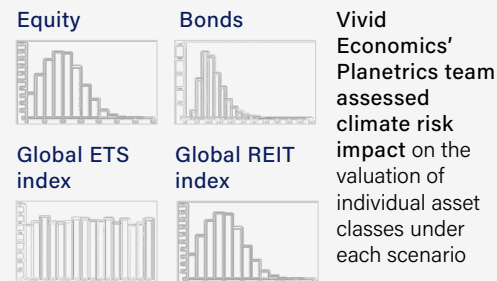 Equity
Bonds
Global ETS
index
Global REIT
index
Vivid
Economics’
Planetrics team
assessed
climate risk
impact on the
valuation of
individual asset
classes under
each scenario